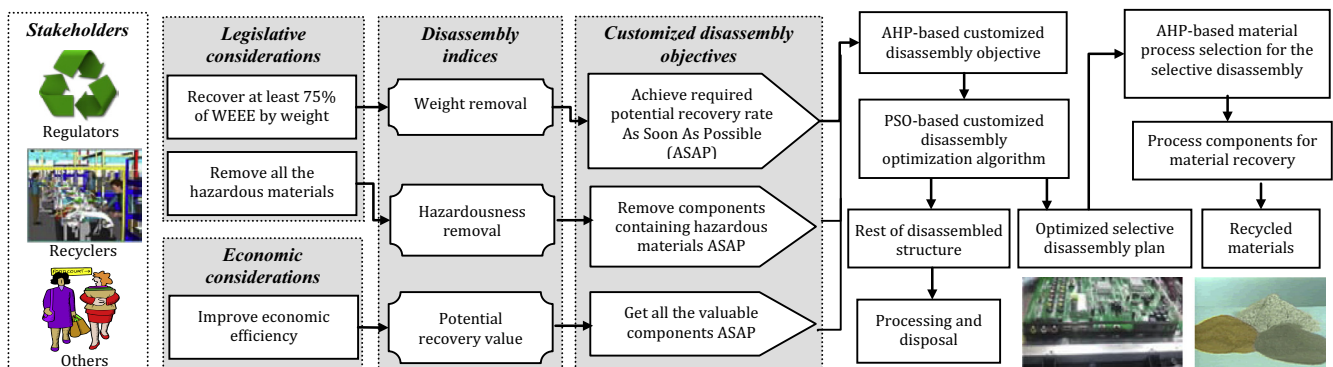 Stakeholders
Regulators
Recyclers
FOOD COURT
Others
Legislative
considerations
Recover at least 75%
of WEEE by weight
Remove all the
hazardous materials
Economic
considerations
Improve economic
efficiency
Disassembly
indices
Weight removal
Hazardousness
removal
Potential
recovery value
Customized disassembly
objectives
Achieve required
potential recovery rate
As Soon As Possible
(ASAP)
Remove components
containing hazardous
materials ASAP
Get all the valuable
components ASAP
AHP-based customized
disassembly objective
PSO-based customized
disassembly
optimization algorithm
Rest of disassembled
structure
Processing and
disposal
Optimized selective
disassembly plan
AHP-based material
process selection for the
selective disassembly
Process components for
material recovery
Recycled
materials